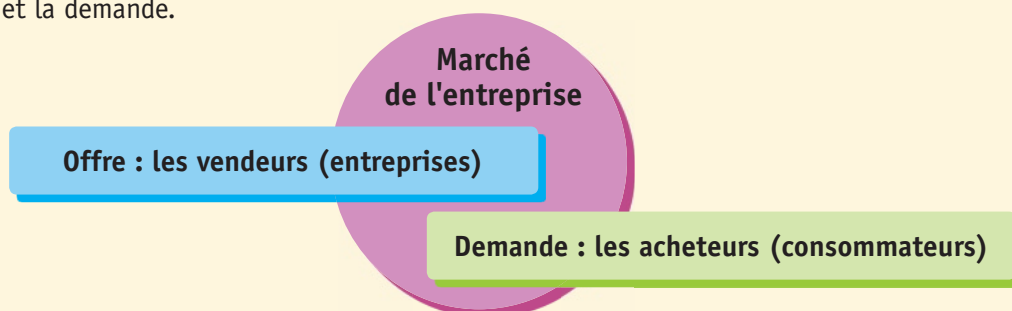 et la demande.
Marché
de l'entreprise
Offre : les vendeurs (entreprises)
Demande : les acheteurs (consommateurs)